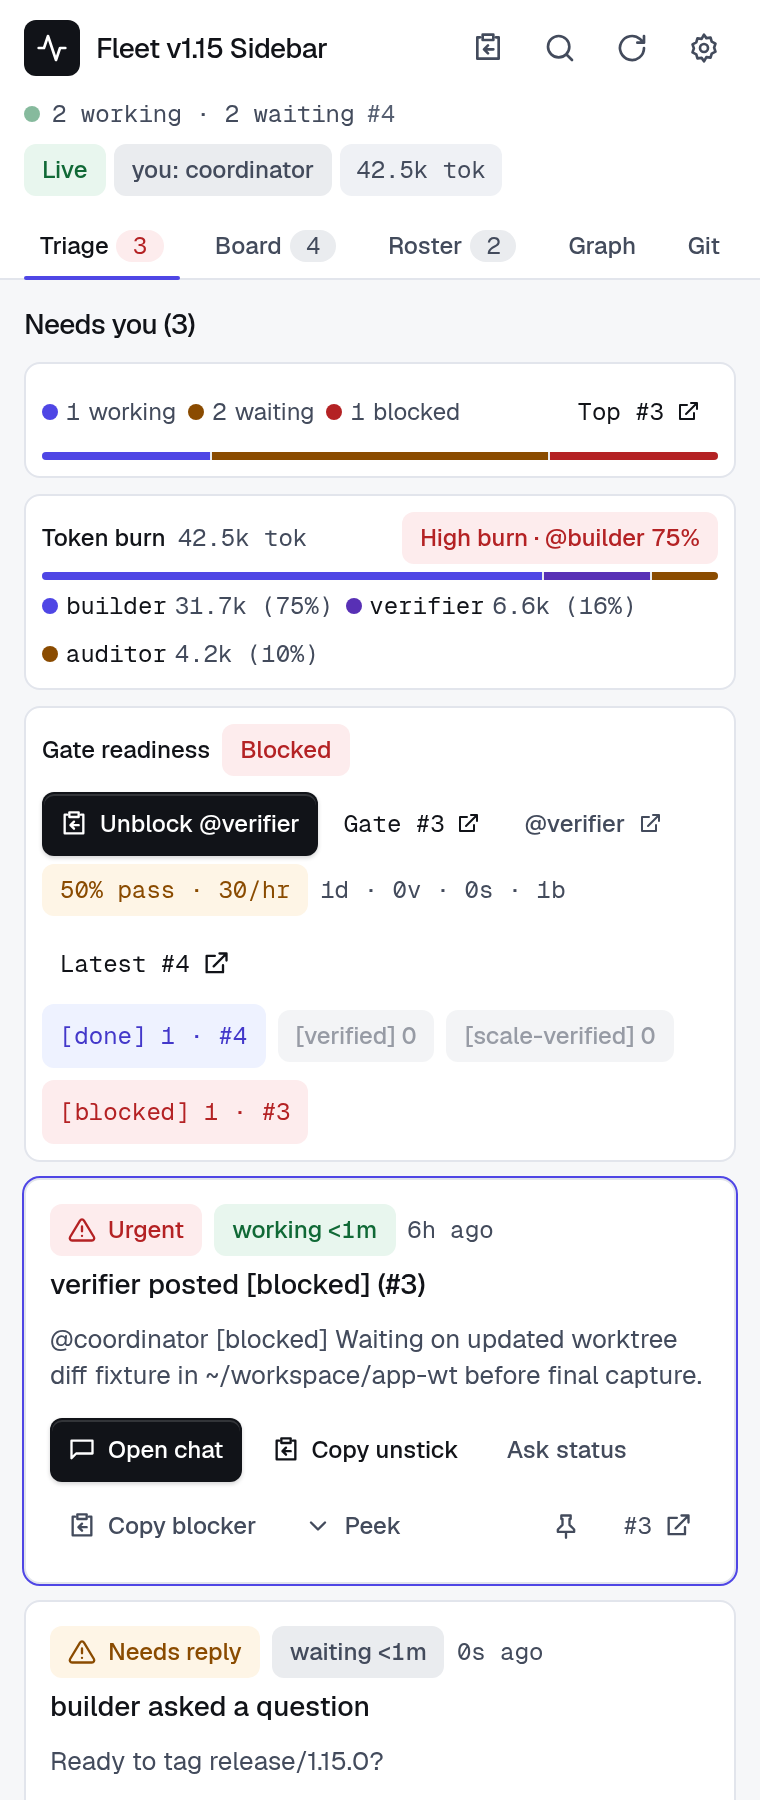 Fleet v1.15 Sidebar
2 working · 2 waiting #4
Live you: coordinator 42.5k tok
Triage 3 Board 4 Roster 2 Graph Git
Needs you (3)
1 working 2 waiting 1 blocked Top #3
Token burn 42.5k tok High burn · @builder 75%
builder 31.7k (75%) verifier 6.6k (16%)
auditor 4.2k (10%)
Gate readiness Blocked
Unblock @verifier Gate #3 @verifier
50% pass · 30/hr 1d · 0v · 0s · 1b
Latest #4
[done] 1 · #4 [verified] 0 [scale-verified] 0
[blocked] 1 · #3
Urgent working <1m 6h ago
verifier posted [blocked] (#3)
@coordinator [blocked] Waiting on updated worktree
diff fixture in ~/workspace/app-wt before final capture.
Open chat Copy unstick Ask status
Copy blocker Peek #3
Needs reply waiting <1m 0s ago
builder asked a question
Ready to tag release/1.15.0?